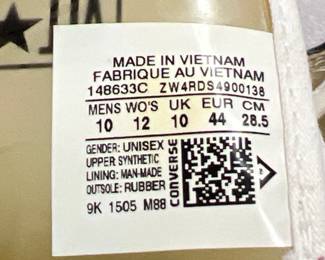 MADE IN VIETNAM
FABRIQUE AU VIETNAM
148633C ZW4RDS4900138
MENS WO'S UK EUR CM
10 12 10 44 28.5
GENDER: UNISEX
UPPER SYNTHETIC
LINING: MAN-MADE
OUTSOLE: RUBBER
9K 1505 M88
CONVERSE